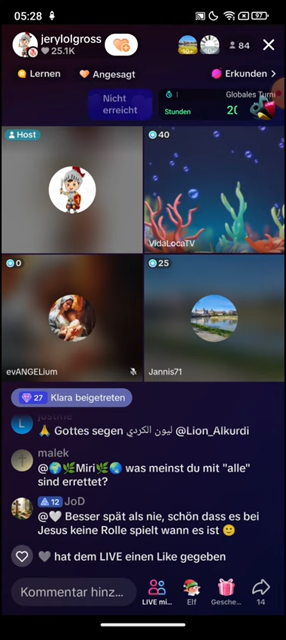 05:28
97
jerylolgross
25.1K
84
Lernen
Angesagt
Erkunden >
Nicht
erreicht
Globales Turni
Stunden
Host
40
VidaLocaTV
0
25
evANGELium
Jannis71
27 Klara beigetreten
L
🙏 Gottes segen ليون الكردي @Lion_Alkurdi
malek
@🌍🌿Miri🌿🌏 was meinst du mit "alle"
sind errettet?
12 JoD
@🤍 Besser spät als nie, schön dass es bei
Jesus keine Rolle spielt wann es ist 🙂
🩶 hat dem LIVE einen Like gegeben
Kommentar hinz...
LIVE mi...
Elf
Gesche...
14